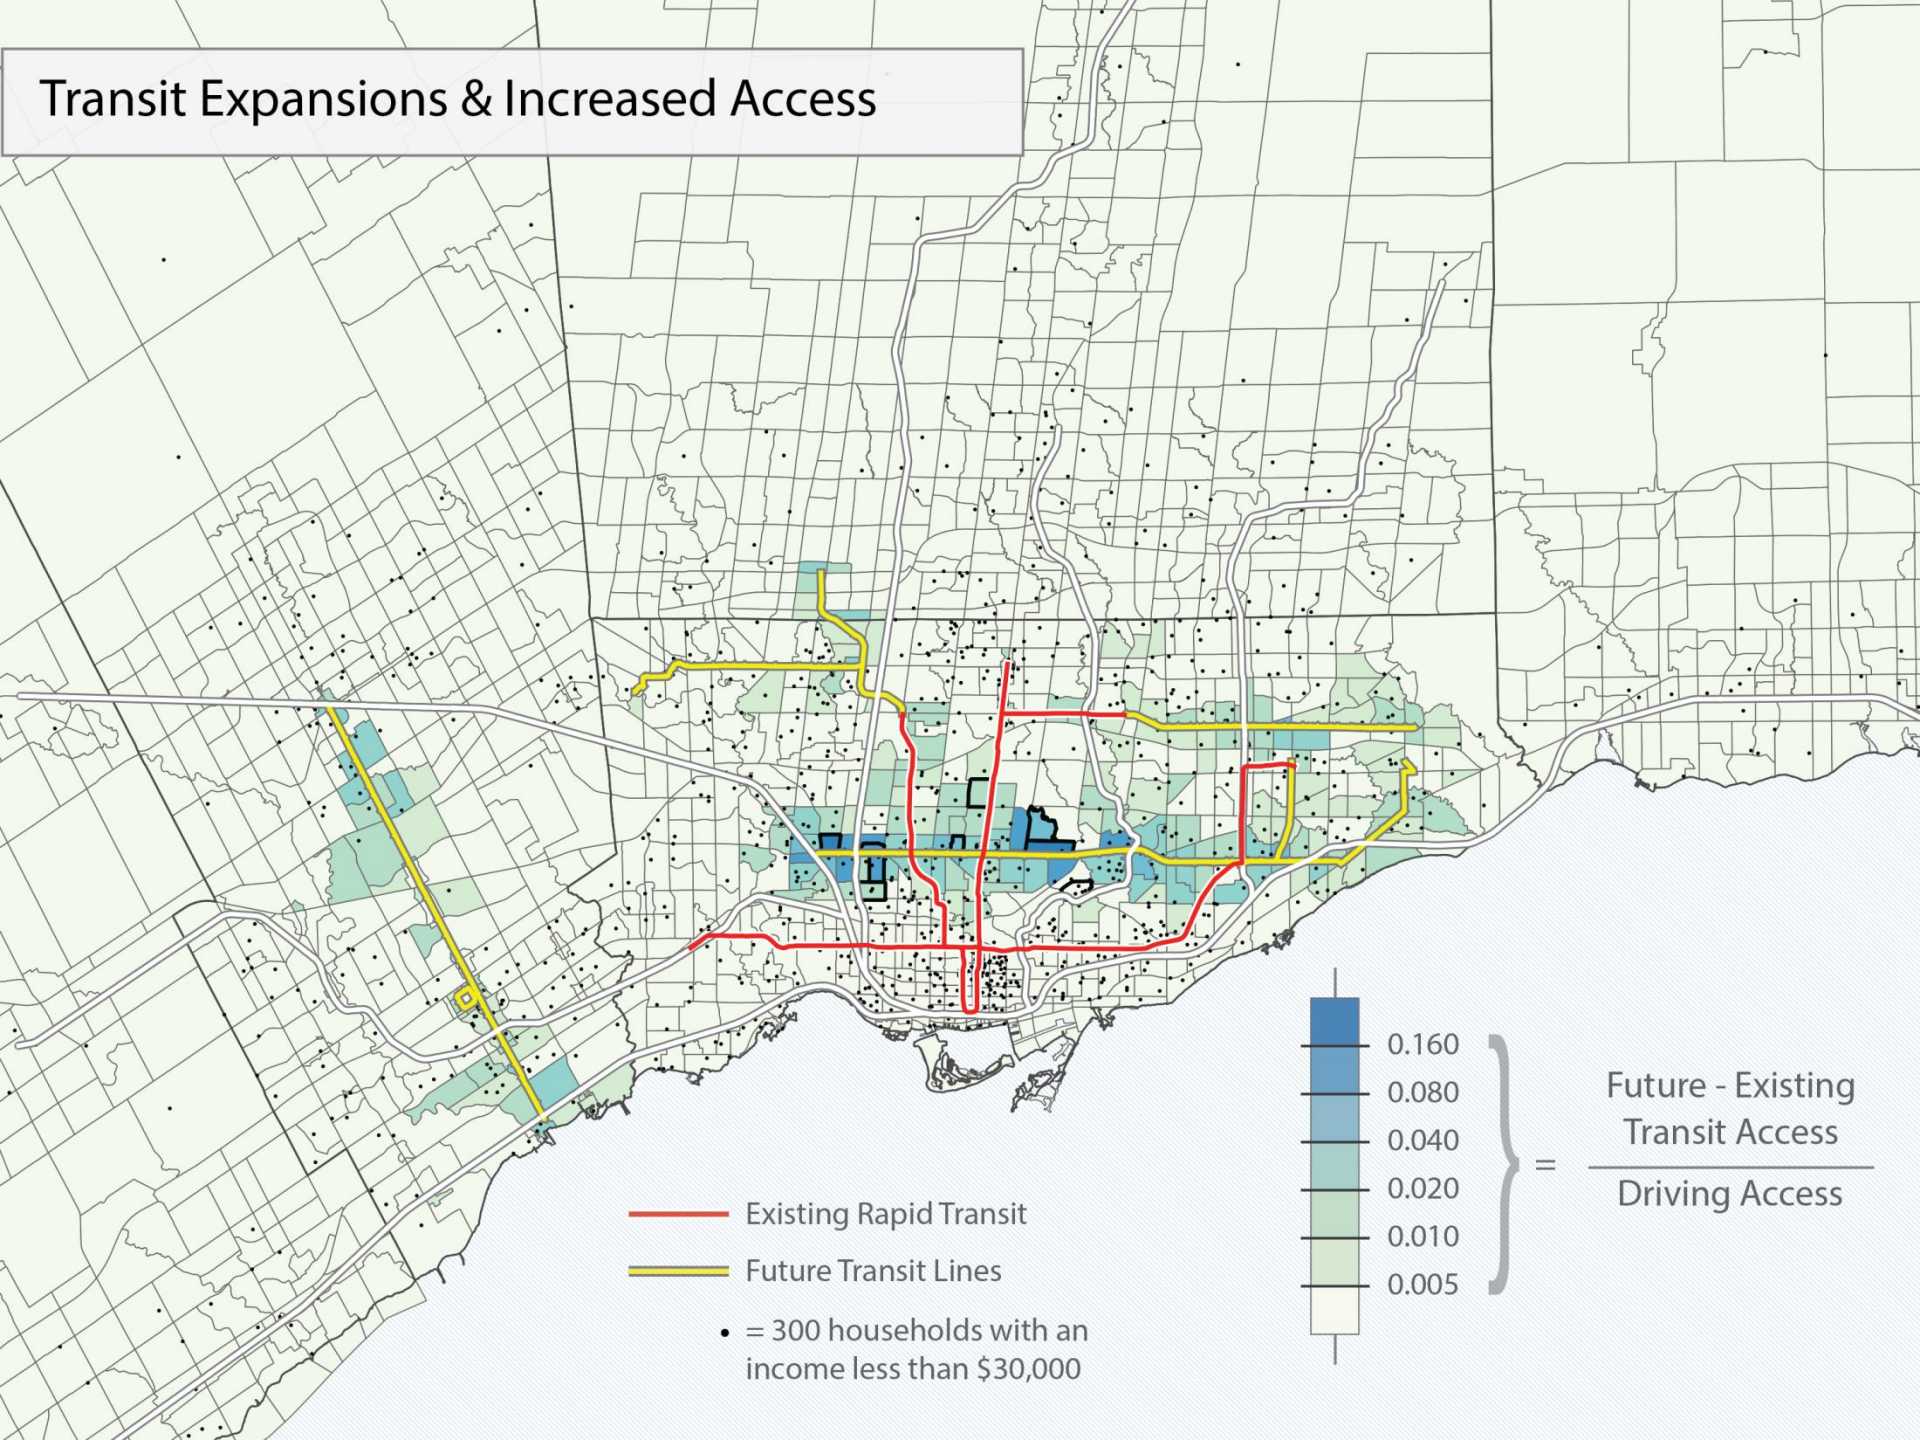 Transit Expansions & Increased Access
0.160
0.080
0.040
0.020
0.010
0.005
=
Future - Existing
Transit Access
Driving Access
Existing Rapid Transit
Future Transit Lines
= 300 households with an
income less than $30,000